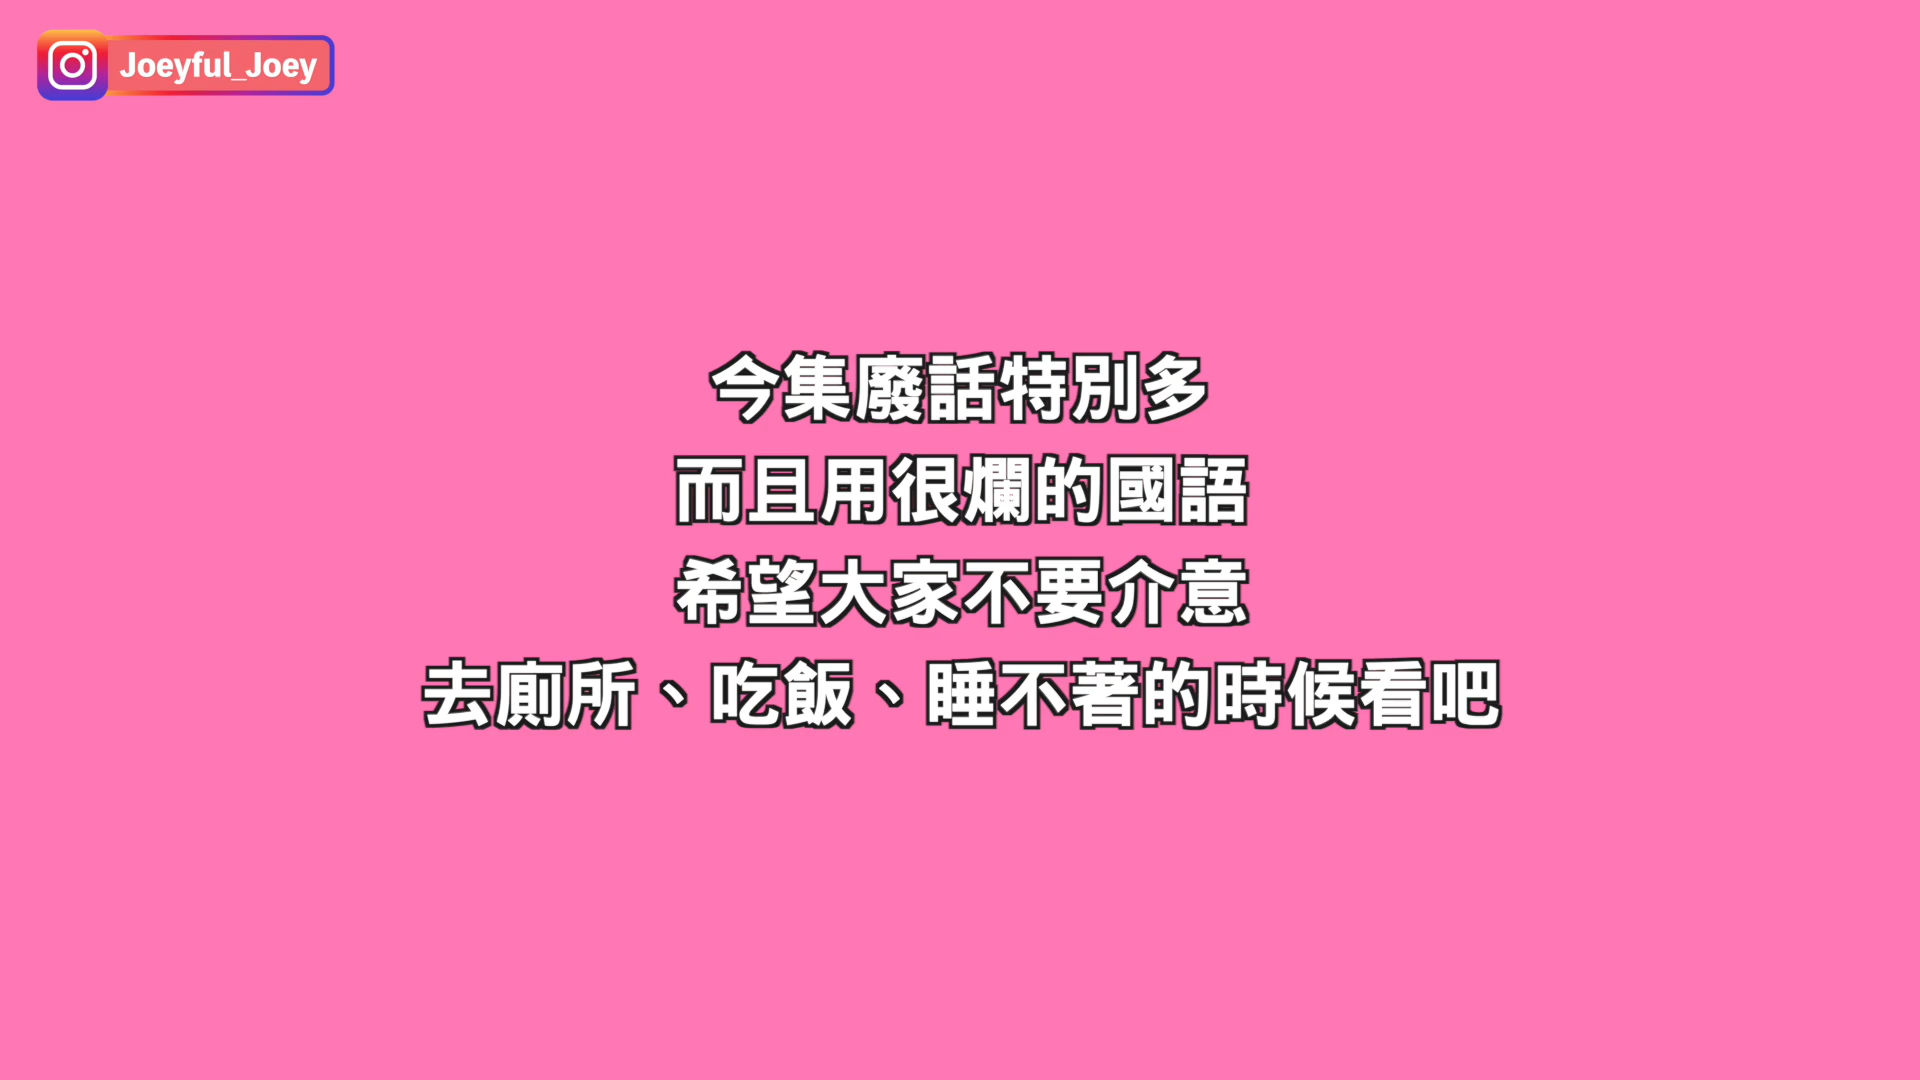 Joeyful_Joey
今集廢話特別多
而且用很爛的國語
希望大家不要介意
去廁所、吃飯、睡不著的時候看吧